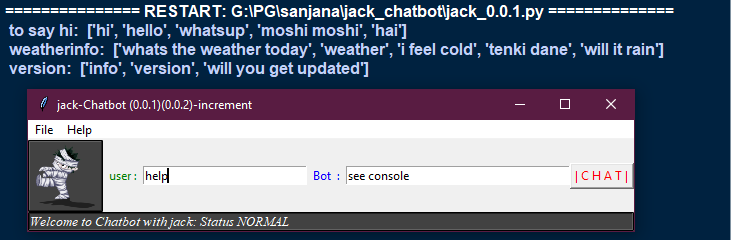 =============== RESTART: G:\PG\sanjana\jack_chatbot\jack_0.0.1.py ==============
to say hi:  ['hi', 'hello', 'whatsup', 'moshi moshi', 'hai']
weatherinfo:  ['whats the weather today', 'weather', 'i feel cold', 'tenki dane', 'will it rain']
version:  ['info', 'version', 'will you get updated']
jack-Chatbot (0.0.1)(0.0.2)-increment
File Help
user : help Bot : see console |C H A T|
Welcome to Chatbot with jack: Status NORMAL